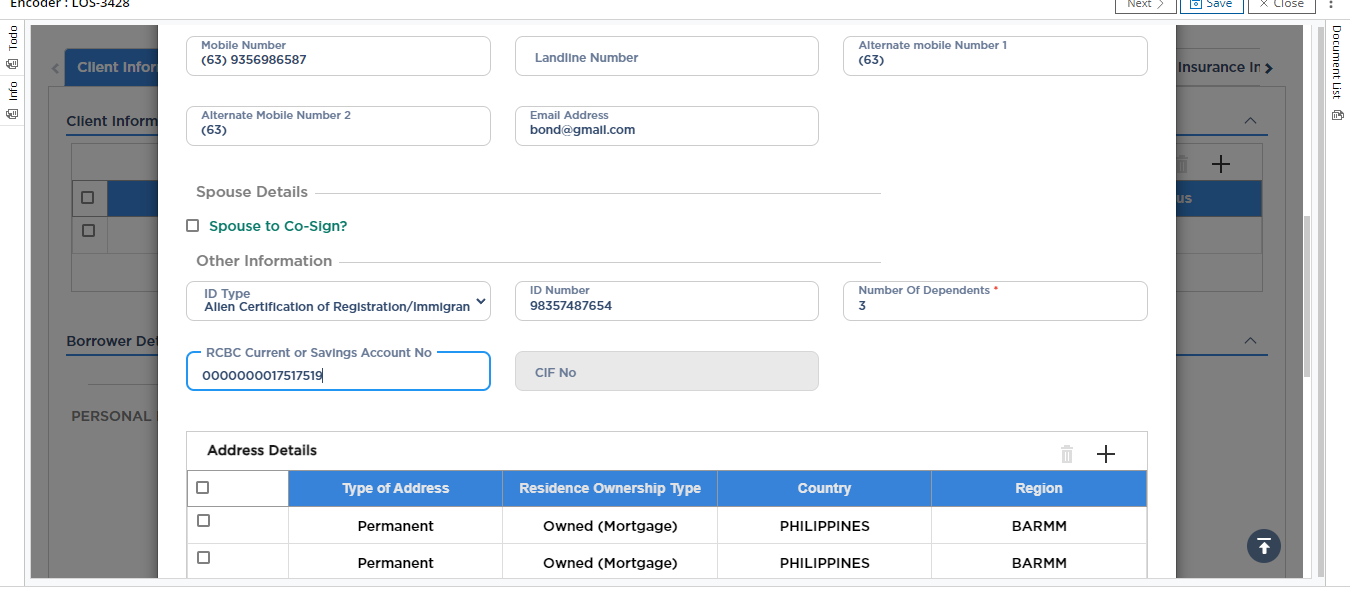 Encoder : LOS-3428
Next
Save
Close
Todo
Info
Document List
Client Infor
Insurance In
Client Inform
us
Borrower Det
PERSONAL
Mobile Number
(63) 9356986587
Landline Number
Alternate mobile Number 1
(63)
Alternate Mobile Number 2
(63)
Email Address
bond@gmail.com
Spouse Details
Spouse to Co-Sign?
Other Information
ID Type
Alien Certification of Registration/Immigran
ID Number
98357487654
Number Of Dependents *
3
RCBC Current or Savings Account No
0000000017517519
CIF No
Address Details
Type of Address Residence Ownership Type Country Region
Permanent Owned (Mortgage) PHILIPPINES BARMM
Permanent Owned (Mortgage) PHILIPPINES BARMM